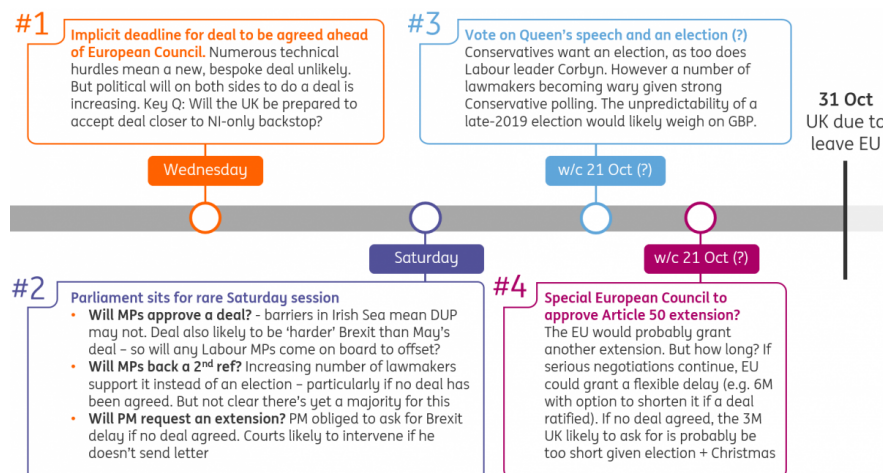 #1
Implicit deadline for deal to be agreed ahead
of European Council. Numerous technical
hurdles mean a new, bespoke deal unlikely.
But political will on both sides to do a deal is
increasing. Key Q: Will the UK be prepared to
accept deal closer to NI-only backstop?
Wednesday
#3
Vote on Queen's speech and an election (?)
Conservatives want an election, as too does
Labour leader Corbyn. However a number of
lawmakers becoming wary given strong
Conservative polling. The unpredictability of a
late-2019 election would likely weigh on GBP.
w/c 21 Oct (?)
31 Oct
UK due to
leave EU
Saturday
#2
Parliament sits for rare Saturday session
• Will MPs approve a deal? - barriers in Irish Sea mean DUP
may not. Deal also likely to be ‘harder’ Brexit than May’s
deal – so will any Labour MPs come on board to offset?
• Will MPs back a 2nd ref? Increasing number of lawmakers
support it instead of an election – particularly if no deal has
been agreed. But not clear there’s yet a majority for this
• Will PM request an extension? PM obliged to ask for Brexit
delay if no deal agreed. Courts likely to intervene if he
doesn’t send letter
w/c 21 Oct (?)
#4
Special European Council to
approve Article 50 extension?
The EU would probably grant
another extension. But how long? If
serious negotiations continue, EU
could grant a flexible delay (e.g. 6M
with option to shorten it if a deal
ratified). If no deal agreed, the 3M
UK likely to ask for is probably be
too short given election + Christmas